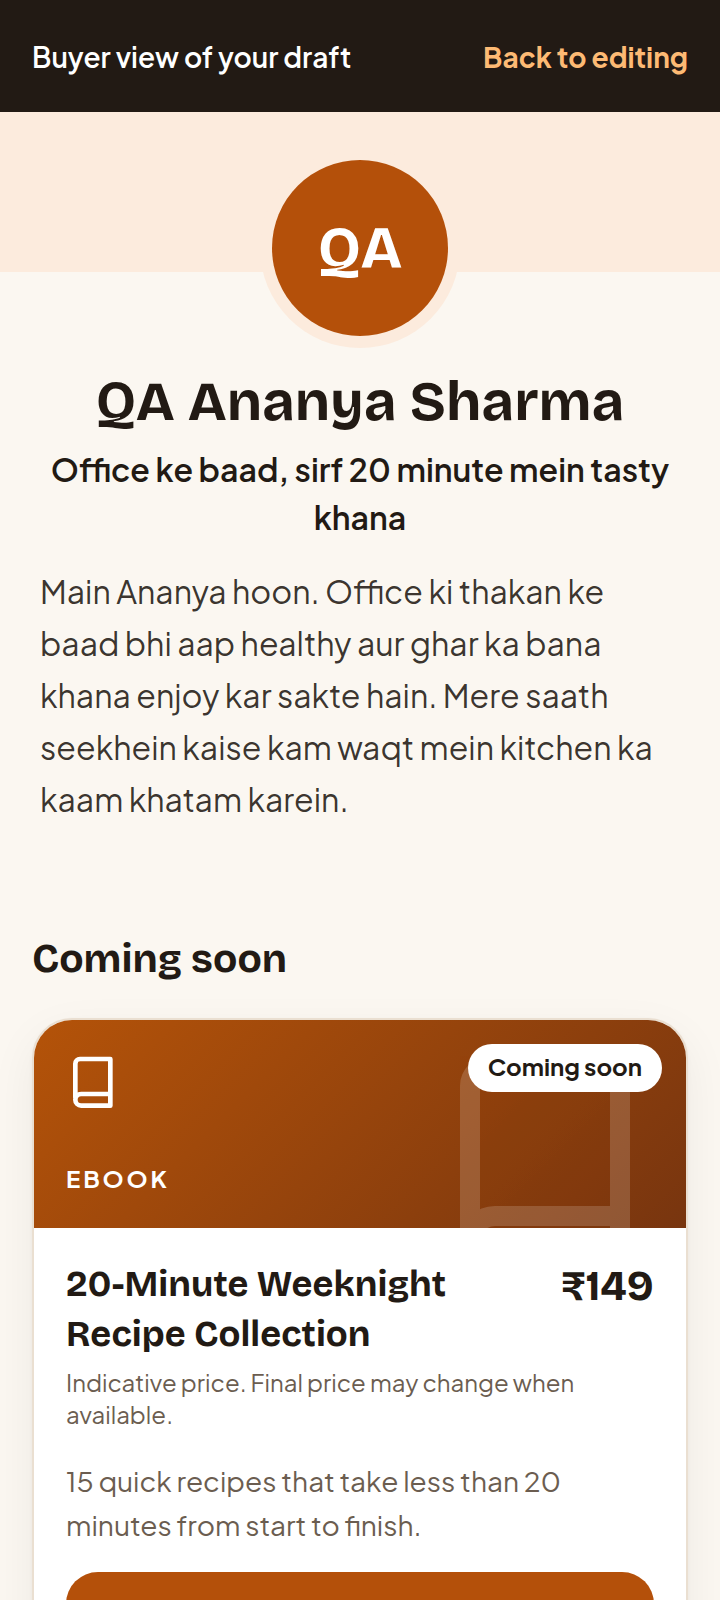 Buyer view of your draft
Back to editing
QA
QA Ananya Sharma
Office ke baad, sirf 20 minute mein tasty
khana
Main Ananya hoon. Office ki thakan ke
baad bhi aap healthy aur ghar ka bana
khana enjoy kar sakte hain. Mere saath
seekhein kaise kam waqt mein kitchen ka
kaam khatam karein.
Coming soon
Coming soon
EBOOK
20-Minute Weeknight
Recipe Collection
₹149
Indicative price. Final price may change when
available.
15 quick recipes that take less than 20
minutes from start to finish.